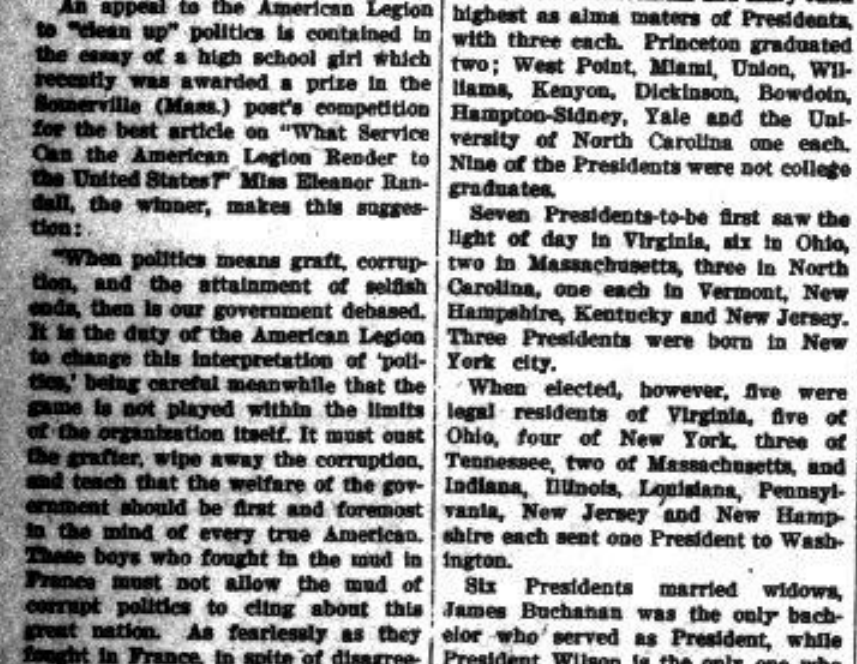 An appeal to the American Legion
to "clean up" politics is contained in
the essay of a high school girl which
recently was awarded a prize in the
Somerville (Mass.) post's competition
for the best article on "What Service
Can the American Legion Render to
the United States?" Miss Eleanor Ran-
dall, the winner, makes this sugges-
tion:
"When politics means graft, corrup-
tion, and the attainment of selfish
ends, then is our government debased.
It is the duty of the American Legion
to change this interpretation of 'poli-
tics,' being careful meanwhile that the
game is not played within the limits
of the organization itself. It must oust
the grafter, wipe away the corruption,
and teach that the welfare of the gov-
ernment should be first and foremost
in the mind of every true American.
These boys who fought in the mud in
France must not allow the mud of
corrupt politics to cling about this
great nation. As fearlessly as they
fought in France, in spite of disagree-
highest as alma maters of Presidents,
with three each. Princeton graduated
two; West Point, Miami, Union, Wil-
liams, Kenyon, Dickinson, Bowdoin,
Hampton-Sidney, Yale and the Uni-
versity of North Carolina one each.
Nine of the Presidents were not college
graduates.
Seven Presidents-to-be first saw the
light of day in Virginia, six in Ohio,
two in Massachusetts, three in North
Carolina, one each in Vermont, New
Hampshire, Kentucky and New Jersey.
Three Presidents were born in New
York city.
When elected, however, five were
legal residents of Virginia, five of
Ohio, four of New York, three of
Tennessee, two of Massachusetts, and
Indiana, Illinois, Louisiana, Pennsyl-
vania, New Jersey and New Hamp-
shire each sent one President to Wash-
ington.
Six Presidents married widows,
James Buchanan was the only bach-
elor who served as President, while
President Wilson is the only